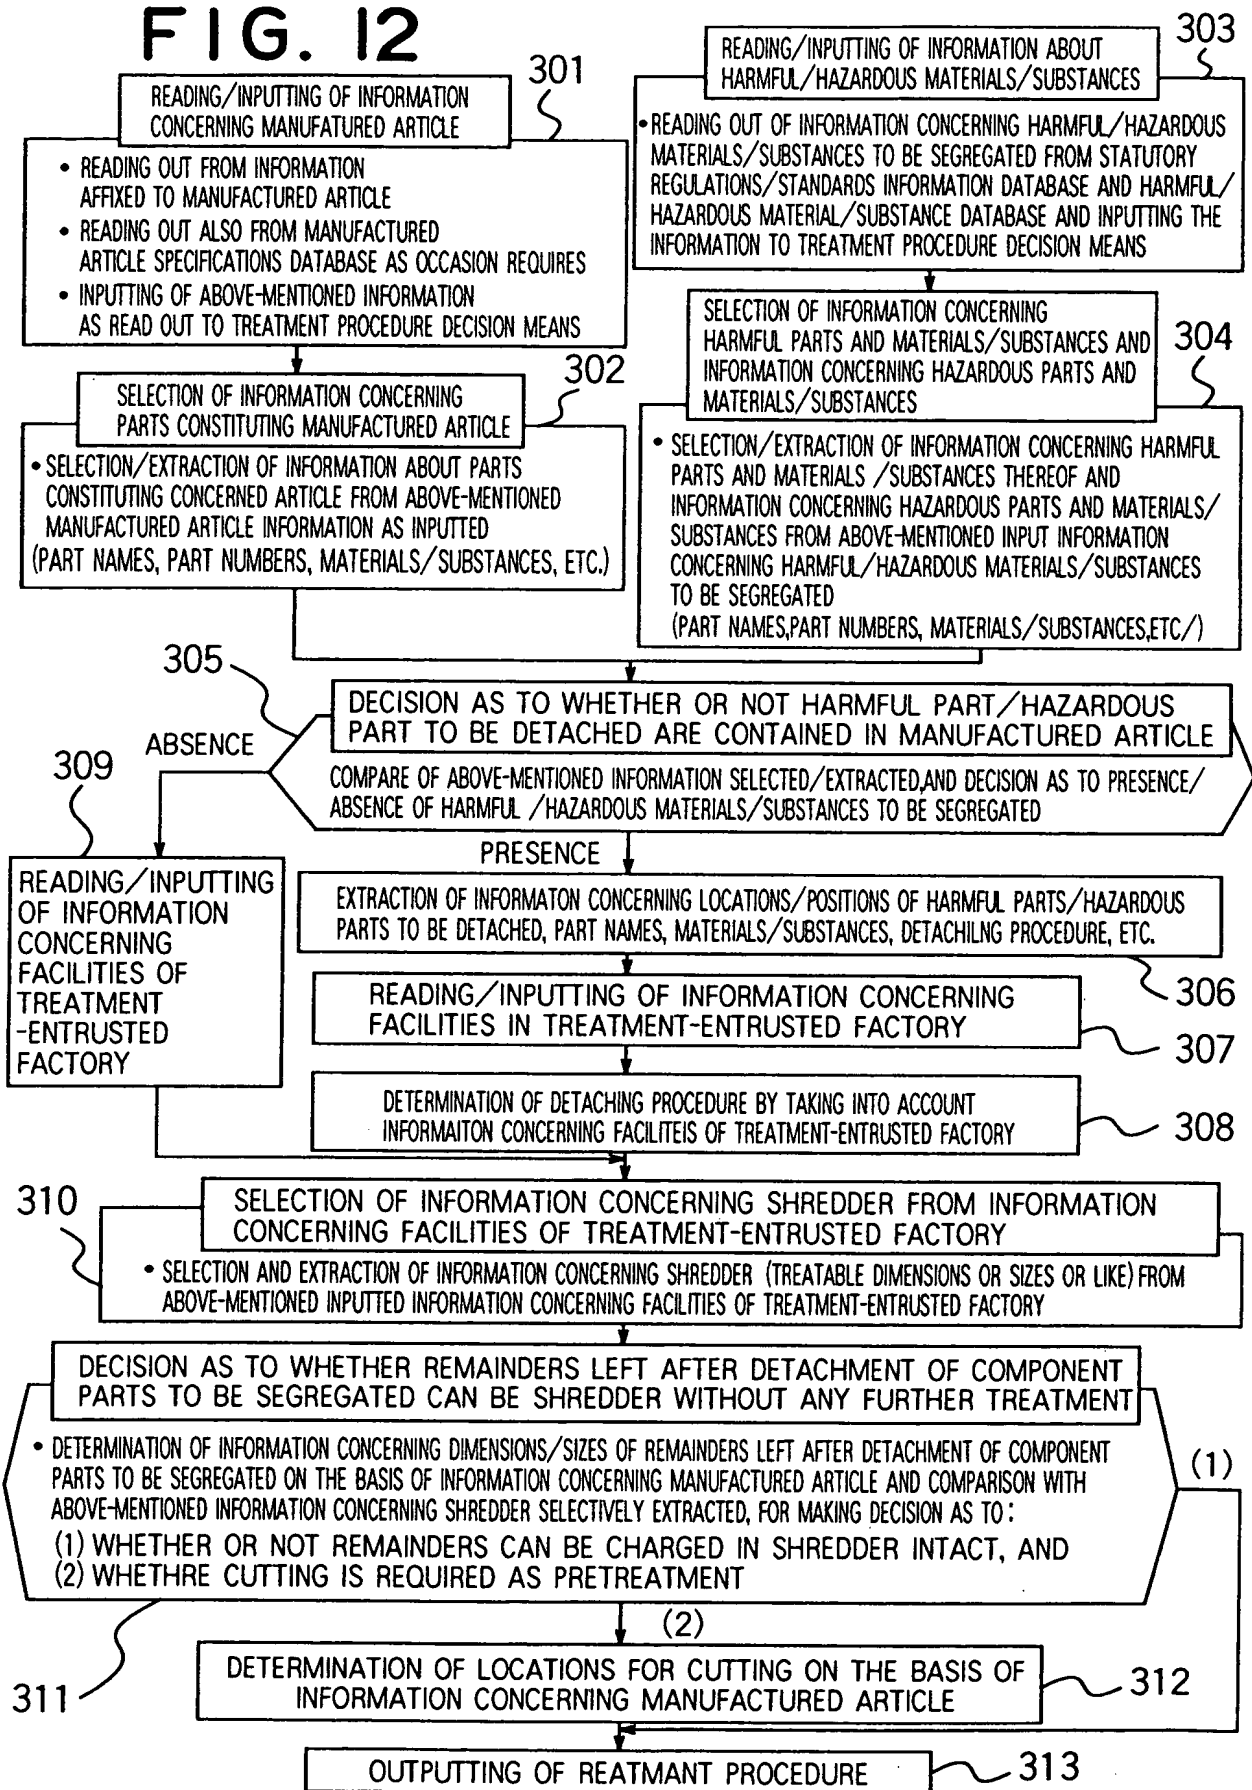 FIG. 12
301
READING/INPUTTING OF INFORMATION
CONCERNING MANUFATURED ARTICLE
• READING OUT FROM INFORMATION
AFFIXED TO MANUFACTURED ARTICLE
• READING OUT ALSO FROM MANUFACTURED
ARTICLE SPECIFICATIONS DATABASE AS OCCASION REQUIRES
• INPUTTING OF ABOVE-MENTIONED INFORMATION
AS READ OUT TO TREATMENT PROCEDURE DECISION MEANS
302
SELECTION OF INFORMATION CONCERNING
PARTS CONSTITUTING MANUFACTURED ARTICLE
• SELECTION/EXTRACTION OF INFORMATION ABOUT PARTS
CONSTITUTING CONCERNED ARTICLE FROM ABOVE-MENTIONED
MANUFACTURED ARTICLE INFORMATION AS INPUTTED
(PART NAMES, PART NUMBERS, MATERIALS/SUBSTANCES, ETC.)
303
READING/INPUTTING OF INFORMATION ABOUT
HARMFUL/HAZARDOUS MATERIALS/SUBSTANCES
• READING OUT OF INFORMATION CONCERNING HARMFUL/HAZARDOUS
MATERIALS/SUBSTANCES TO BE SEGREGATED FROM STATUTORY
REGULATIONS/STANDARDS INFORMATION DATABASE AND HARMFUL/
HAZARDOUS MATERIAL/SUBSTANCE DATABASE AND INPUTTING THE
INFORMATION TO TREATMENT PROCEDURE DECISION MEANS
304
SELECTION OF INFORMATION CONCERNING
HARMFUL PARTS AND MATERIALS/SUBSTANCES AND
INFORMATION CONCERNING HAZARDOUS PARTS AND
MATERIALS/SUBSTANCES
• SELECTION/EXTRACTION OF INFORMATION CONCERNING HARMFUL
PARTS AND MATERIALS /SUBSTANCES THEREOF AND
INFORMATION CONCERNING HAZARDOUS PARTS AND MATERIALS/
SUBSTANCES FROM ABOVE-MENTIONED INPUT INFORMATION
CONCERNING HARMFUL/HAZARDOUS MATERIALS/SUBSTANCES
TO BE SEGREGATED
(PART NAMES,PART NUMBERS, MATERIALS/SUBSTANCES,ETC/)
305
DECISION AS TO WHETHER OR NOT HARMFUL PART/HAZARDOUS
PART TO BE DETACHED ARE CONTAINED IN MANUFACTURED ARTICLE
COMPARE OF ABOVE-MENTIONED INFORMATION SELECTED/EXTRACTED,AND DECISION AS TO PRESENCE/
ABSENCE OF HARMFUL /HAZARDOUS MATERIALS/SUBSTANCES TO BE SEGREGATED
ABSENCE
309
READING/INPUTTING
OF INFORMATION
CONCERNING
FACILITIES OF
TREATMENT
-ENTRUSTED
FACTORY
PRESENCE
EXTRACTION OF INFORMATON CONCERNING LOCATIONS/POSITIONS OF HARMFUL PARTS/HAZARDOUS
PARTS TO BE DETACHED, PART NAMES, MATERIALS/SUBSTANCES, DETACHILNG PROCEDURE, ETC.
306
READING/INPUTTING OF INFORMATION CONCERNING
FACILITIES IN TREATMENT-ENTRUSTED FACTORY
307
DETERMINATION OF DETACHING PROCEDURE BY TAKING INTO ACCOUNT
INFORMAITON CONCERNING FACILITEIS OF TREATMENT-ENTRUSTED FACTORY
308
310
SELECTION OF INFORMATION CONCERNING SHREDDER FROM INFORMATION
CONCERNING FACILITIES OF TREATMENT-ENTRUSTED FACTORY
• SELECTION AND EXTRACTION OF INFORMATION CONCERNING SHREDDER (TREATABLE DIMENSIONS OR SIZES OR LIKE) FROM
ABOVE-MENTIONED INPUTTED INFORMATION CONCERNING FACILITIES OF TREATMENT-ENTRUSTED FACTORY
DECISION AS TO WHETHER REMAINDERS LEFT AFTER DETACHMENT OF COMPONENT
PARTS TO BE SEGREGATED CAN BE SHREDDER WITHOUT ANY FURTHER TREATMENT
• DETERMINATION OF INFORMATION CONCERNING DIMENSIONS/SIZES OF REMAINDERS LEFT AFTER DETACHMENT OF COMPONENT
PARTS TO BE SEGREGATED ON THE BASIS OF INFORMATION CONCERNING MANUFACTURED ARTICLE AND COMPARISON WITH
ABOVE-MENTIONED INFORMATION CONCERNING SHREDDER SELECTIVELY EXTRACTED, FOR MAKING DECISION AS TO:
(1) WHETHER OR NOT REMAINDERS CAN BE CHARGED IN SHREDDER INTACT, AND
(2) WHETHRE CUTTING IS REQUIRED AS PRETREATMENT
(1)
(2)
311
DETERMINATION OF LOCATIONS FOR CUTTING ON THE BASIS OF
INFORMATION CONCERNING MANUFACTURED ARTICLE
312
OUTPUTTING OF REATMANT PROCEDURE
313